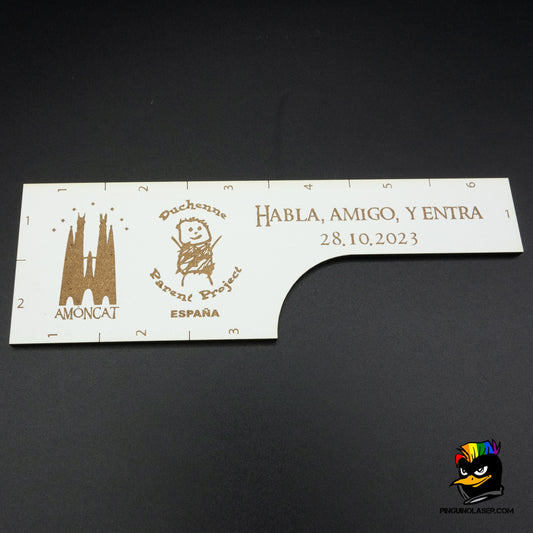 1 2 3 4 5 6
1
2
1
1 2 3
AMONCAT
Duchenne
Parent Project
ESPAÑA
HABLA, AMIGO, Y ENTRA
28.10.2023
PINGUINOLASER.COM